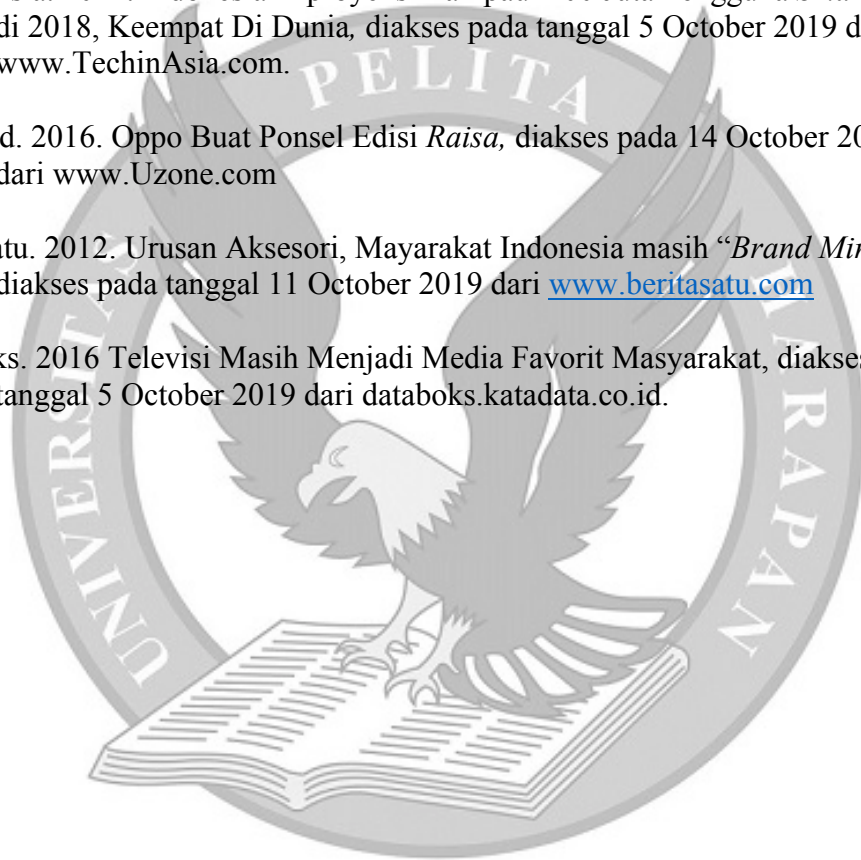 di 2018, Keempat Di Dunia, diakses pada tanggal 5 October 2019 d
www.TechinAsia.com.
d. 2016. Oppo Buat Ponsel Edisi Raisa, diakses pada 14 October 20
dari www.Uzone.com
atu. 2012. Urusan Aksesori, Mayarakat Indonesia masih “Brand Min
diakses pada tanggal 11 October 2019 dari www.beritasatu.com
ks. 2016 Televisi Masih Menjadi Media Favorit Masyarakat, diakses
tanggal 5 October 2019 dari databoks.katadata.co.id.
UNIVERSITAS PELITA HARAPAN